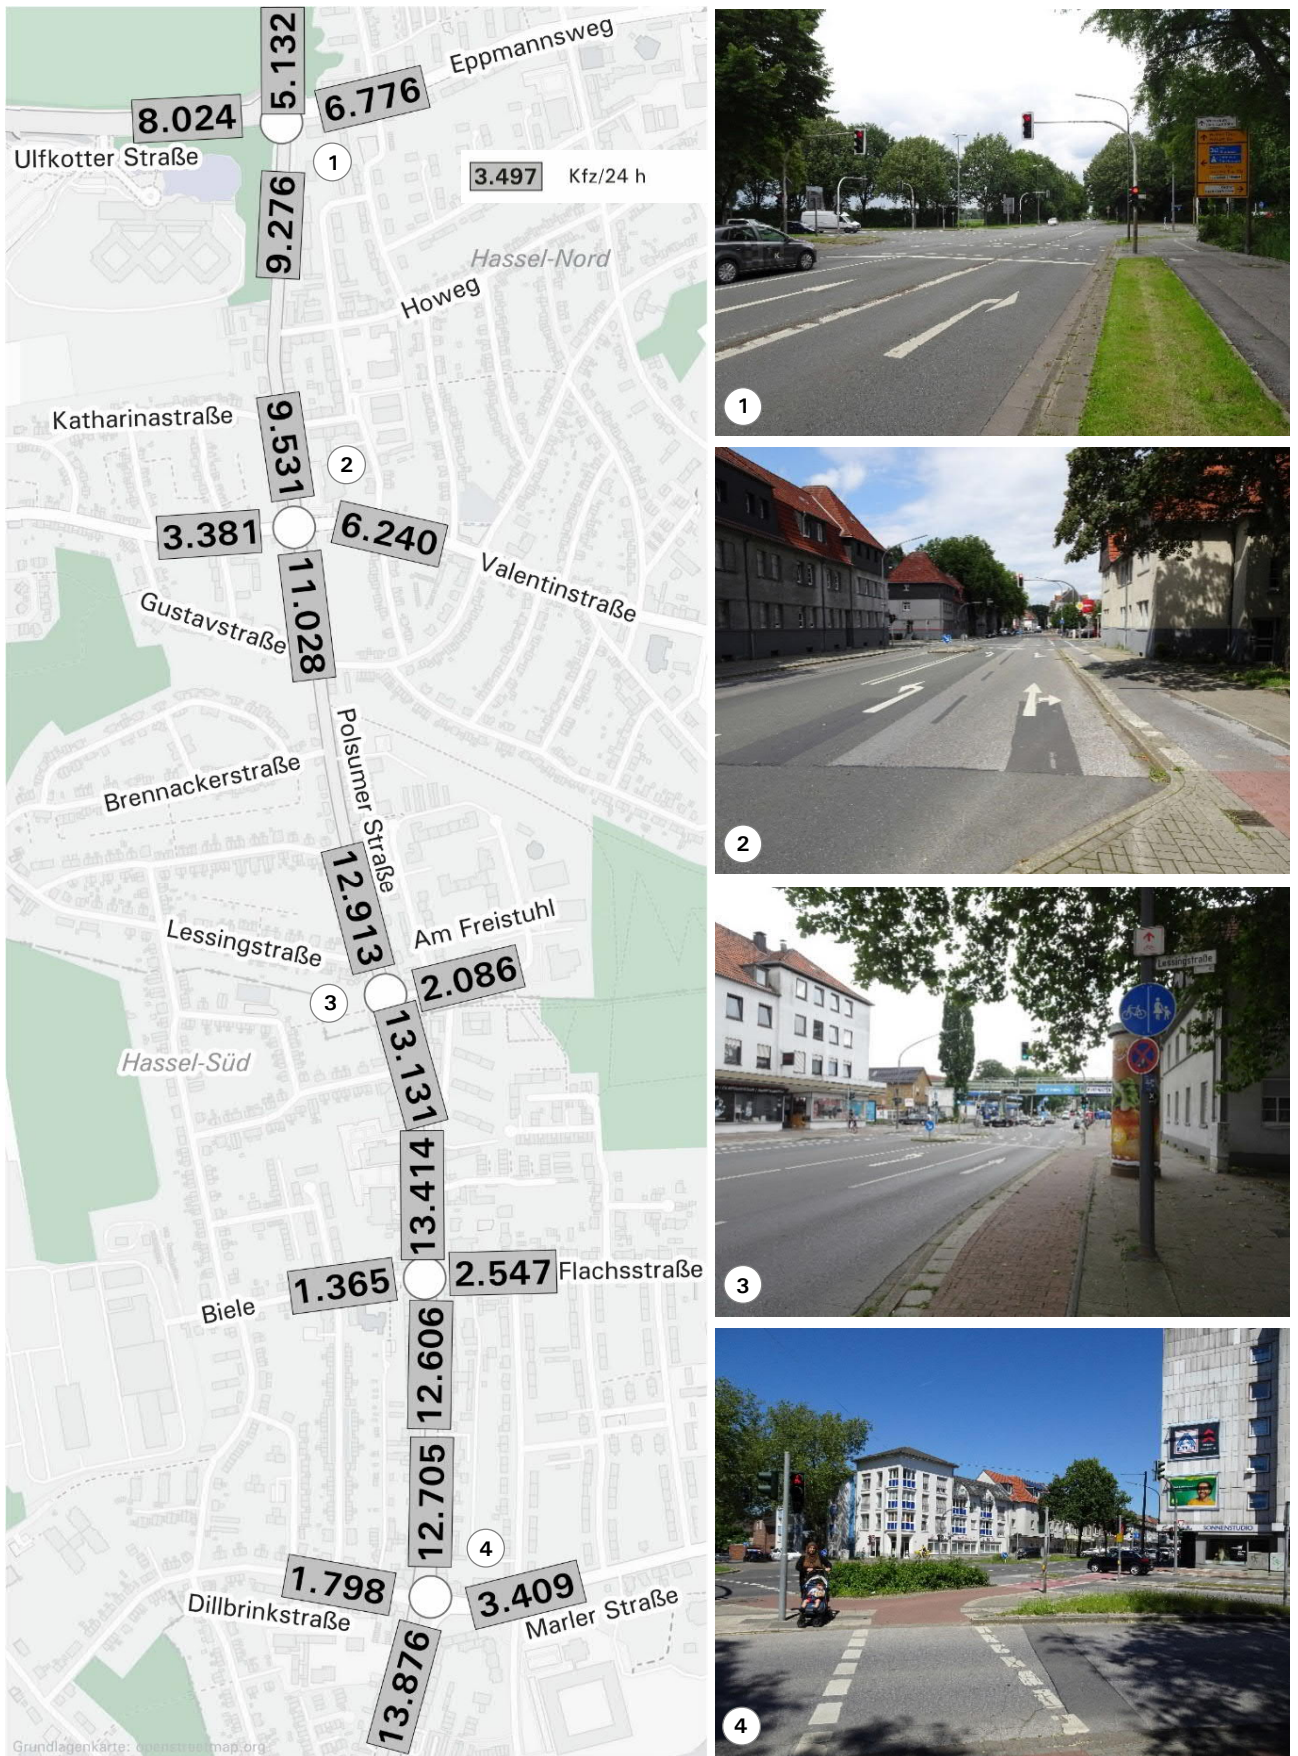 5.132
Eppmannsweg
6.776
8.024
Ulfkotter Straße
1
3.497 Kfz/24 h
9.276
Hassel-Nord
Howeg
9.531
Katharinastraße
2
3.381
6.240
Valentinstraße
11.028
Gustavstraße
Polsumer Straße
Brennackerstraße
12.913
Am Freistuhl
Lessingstraße
2.086
3
13.131
Hassel-Süd
13.414
1.365
2.547
Flachsstraße
Biele
12.606
12.705
4
1.798
3.409
Dillbrinkstraße
Marler Straße
13.876
Grundlagenkarte: openstreetmap.org
1
2
Lessingstraße
3
SONNENSTUDIO
4